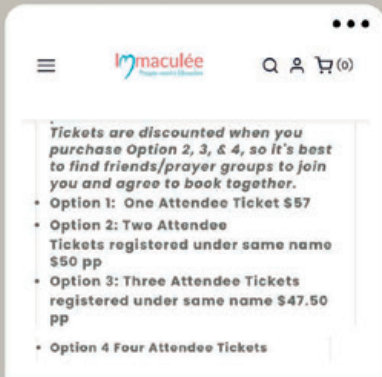 Immaculée
(0)
Tickets are discounted when you
purchase Option 2, 3, & 4, so it's best
to find friends/prayer groups to join
you and agree to book together.
• Option 1: One Attendee Ticket $57
• Option 2: Two Attendee
Tickets registered under same name
$50 pp
• Option 3: Three Attendee Tickets
registered under same name $47.50
pp
• Option 4 Four Attendee Tickets